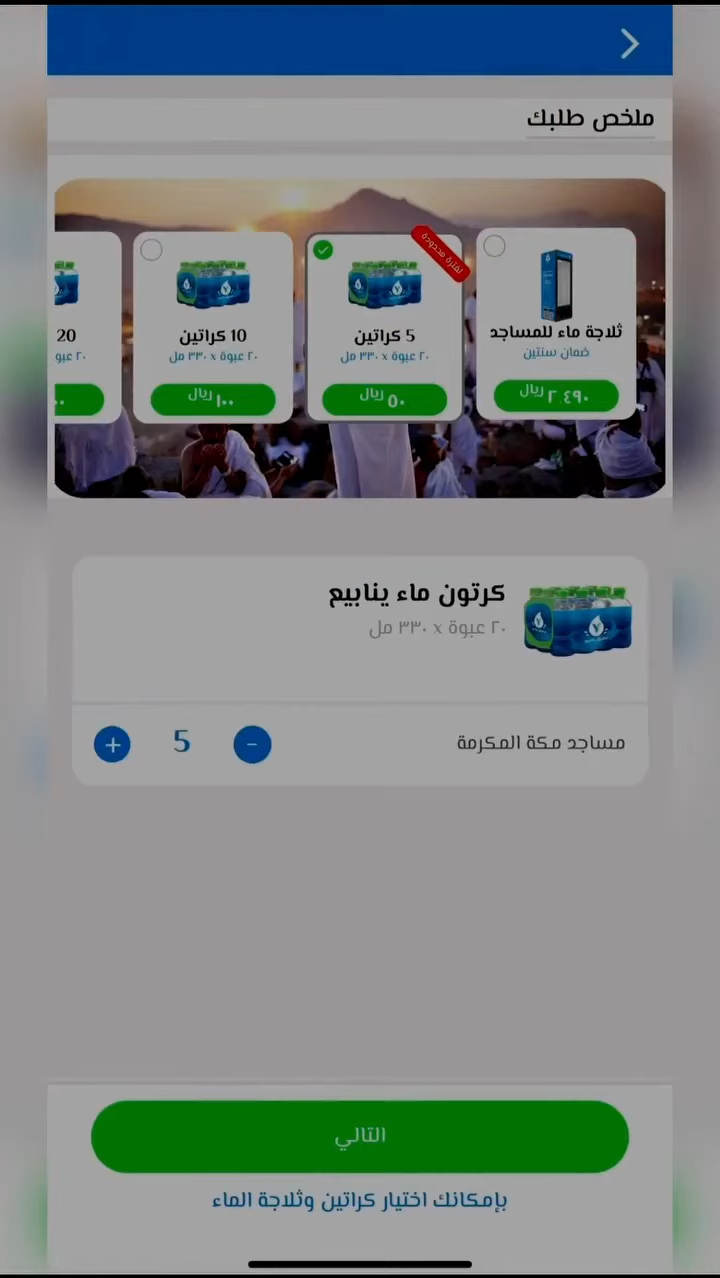 ملخص طلبك
لفترة محدودة
ثلاجة ماء للمساجد
ضمان سنتين
٢٤٩٠ ريال
5 كراتين
٢٠ عبوة x ٣٣٠ مل
٥٠ ريال
10 كراتين
٢٠ عبوة x ٣٣٠ مل
١٠٠ ريال
20
كرتون ماء ينابيع
٢٠ عبوة x ٣٣٠ مل
مساجد مكة المكرمة
- 5 +
التالي
بإمكانك اختيار كراتين وثلاجة الماء